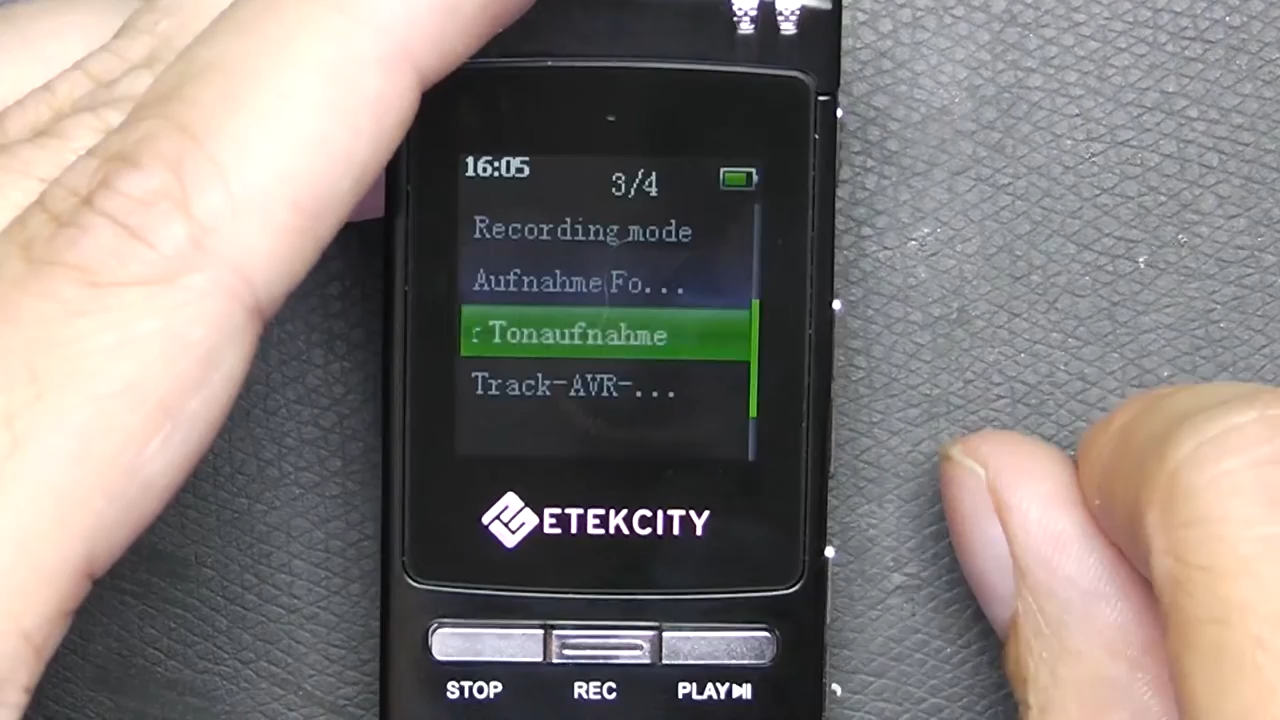 16:05
3/4
Recording mode
Aufnahme Fo...
r Tonaufnahme
Track-AVR-...
ETEKCITY
STOP REC PLAY